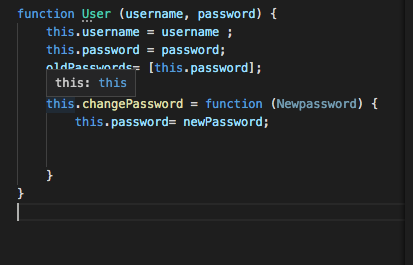 function User (username, password) {
this.username = username ;
this.password = password;
oldPasswords= [this.password];
this: this
this.changePassword = function (Newpassword) {
this.password= newPassword;
}
}